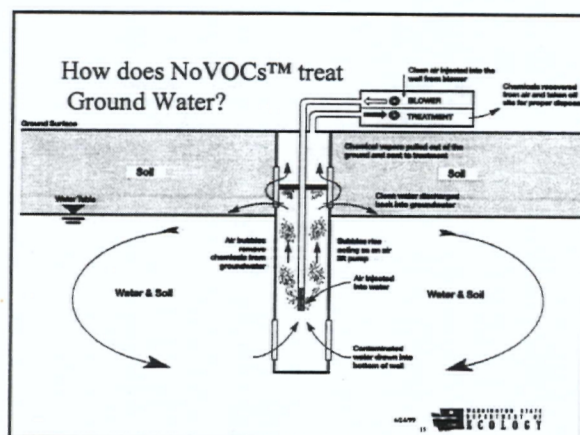 How does NoVOCs™ treat
Ground Water?
Clean air injected into the
well from blower
BLOWER
TREATMENT
Chemicals recovered
from air and taken off
site for proper disposal
Ground Surface
Chemical vapors pulled out of the
ground and sent to treatment
Soil
Soil
Water Table
Clean water discharged
back into groundwater
Air bubbles
remove
chemicals from
groundwater
Bubbles rise
acting as an air
lift pump
Air injected
into water
Water & Soil
Water & Soil
Contaminated
water drawn into
bottom of well
WASHINGTON STATE
DEPARTMENT OF
ECOLOGY